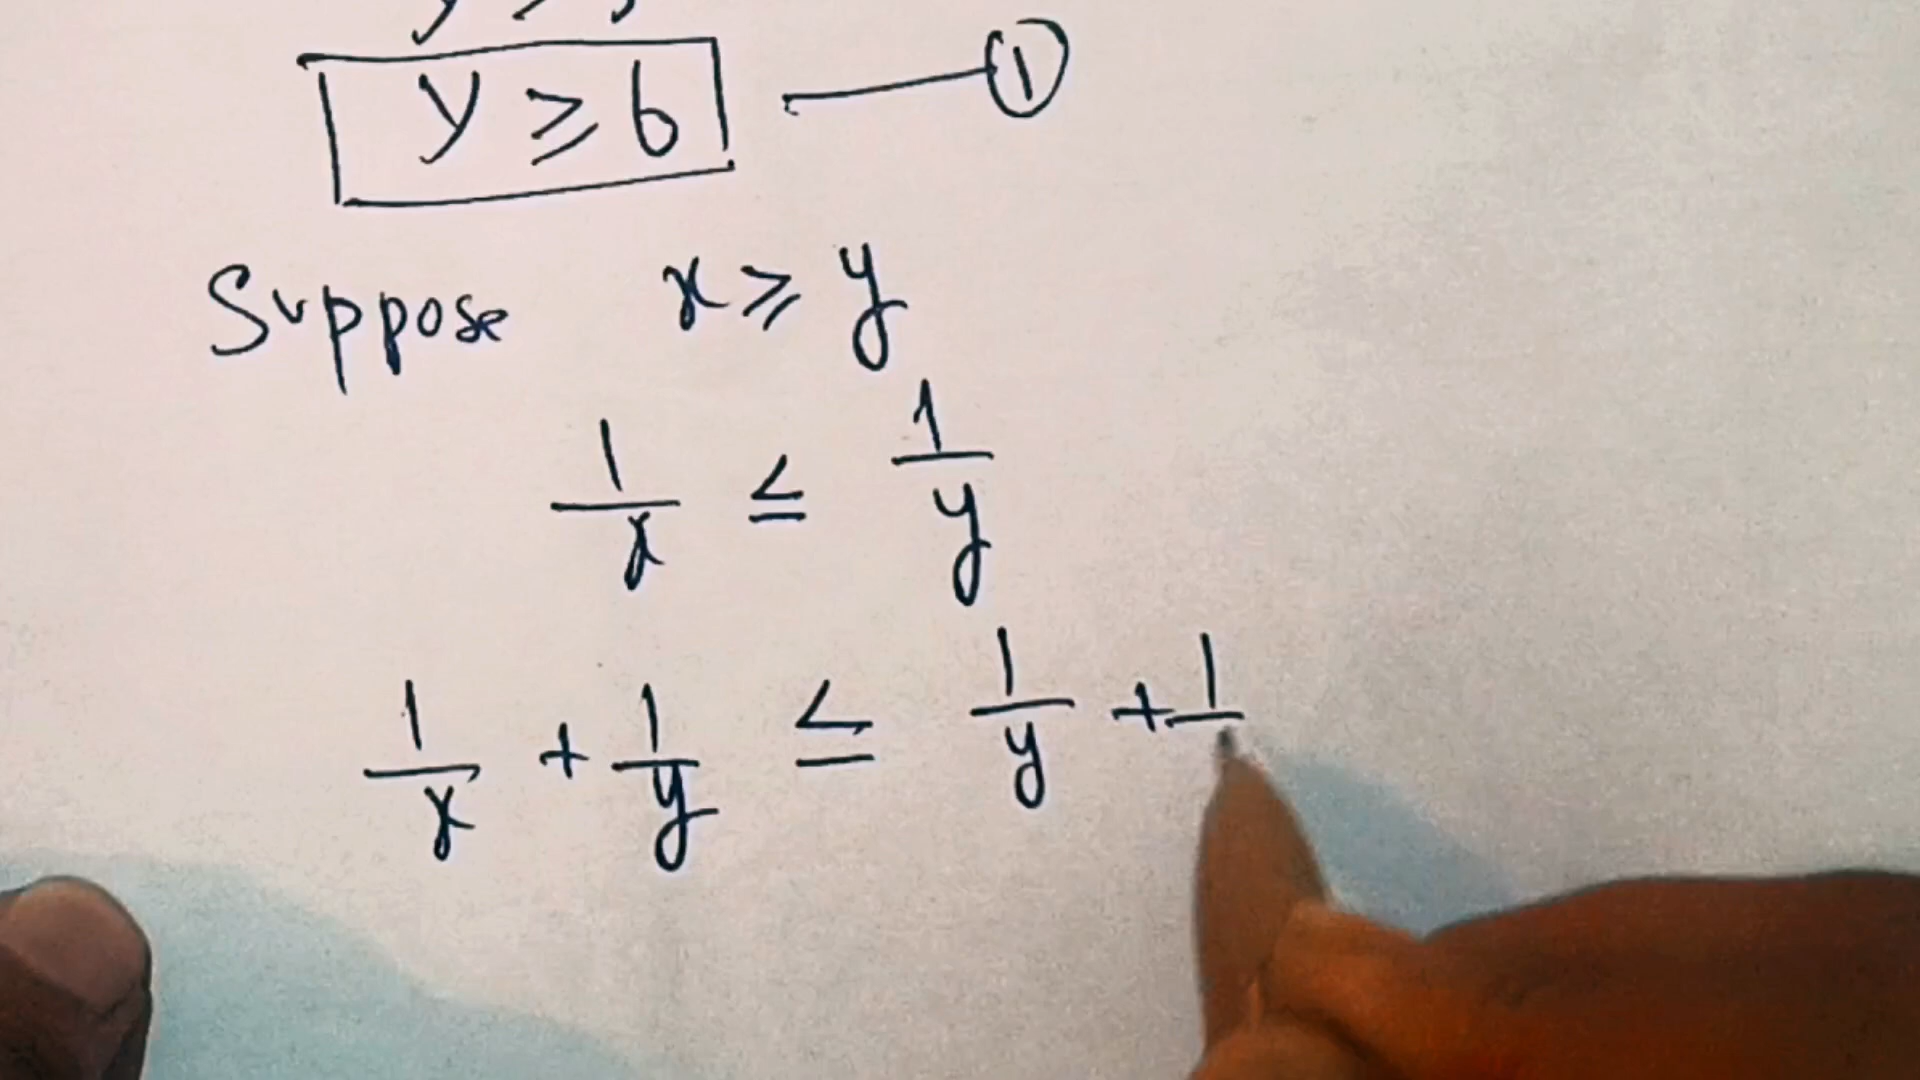 y ≥ 6 —— ①
Suppose x ≥ y
1/x ≤ 1/y
1/x + 1/y ≤ 1/y + 1/